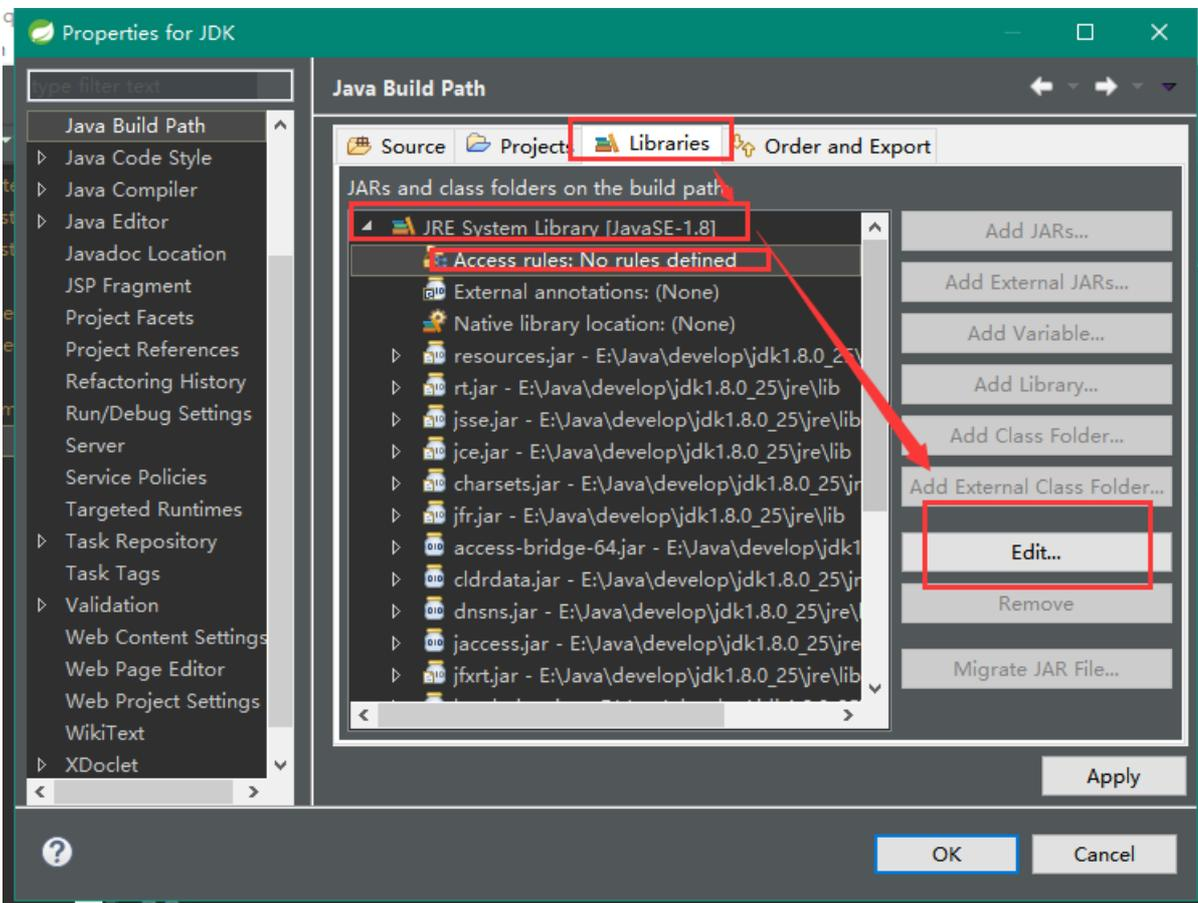 Properties for JDK
type filter text
Java Build Path
Java Code Style
Java Compiler
Java Editor
Javadoc Location
JSP Fragment
Project Facets
Project References
Refactoring History
Run/Debug Settings
Server
Service Policies
Targeted Runtimes
Task Repository
Task Tags
Validation
Web Content Settings
Web Page Editor
Web Project Settings
WikiText
XDoclet
Java Build Path
Source Projects Libraries Order and Export
JARs and class folders on the build path
JRE System Library [JavaSE-1.8]
Access rules: No rules defined
External annotations: (None)
Native library location: (None)
resources.jar - E:\Java\develop\jdk1.8.0_25\
rt.jar - E:\Java\develop\jdk1.8.0_25\jre\lib
jsse.jar - E:\Java\develop\jdk1.8.0_25\jre\lib
jce.jar - E:\Java\develop\jdk1.8.0_25\jre\lib
charsets.jar - E:\Java\develop\jdk1.8.0_25\jr
jfr.jar - E:\Java\develop\jdk1.8.0_25\jre\lib
access-bridge-64.jar - E:\Java\develop\jdk1
cldrdata.jar - E:\Java\develop\jdk1.8.0_25\jr
dnsns.jar - E:\Java\develop\jdk1.8.0_25\jre\l
jaccess.jar - E:\Java\develop\jdk1.8.0_25\jre
jfxrt.jar - E:\Java\develop\jdk1.8.0_25\jre\lib
Add JARs...
Add External JARs...
Add Variable...
Add Library...
Add Class Folder...
Add External Class Folder...
Edit...
Remove
Migrate JAR File...
Apply
OK
Cancel